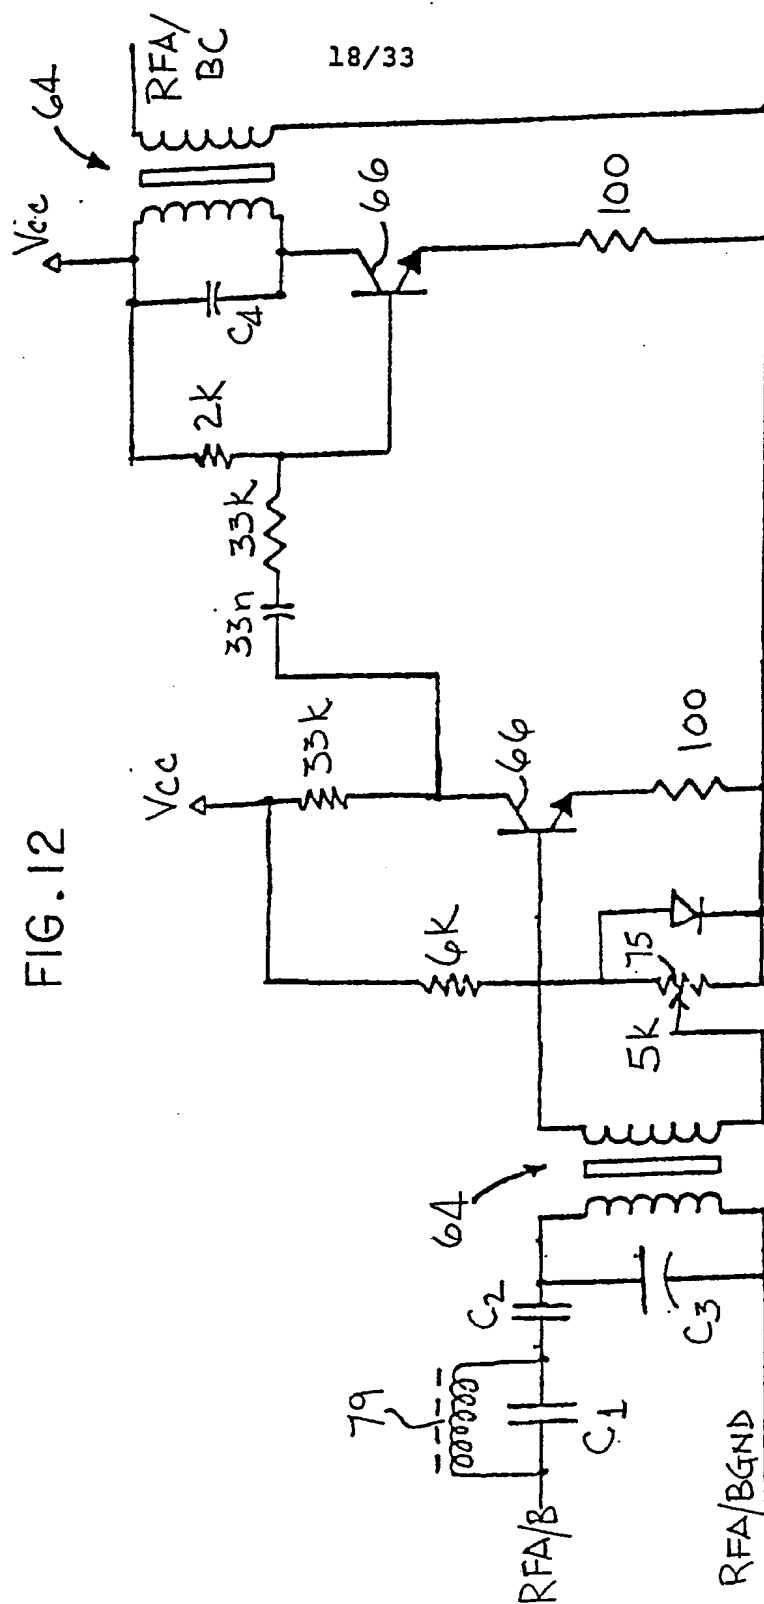 18/33
FIG.12
RFA/B
RFA/BGND
79
C1
C2
C3
64
5K
75
6K
Vcc
33K
66
100
33n
33K
2K
Vcc
C4
66
100
64
RFA/
BC